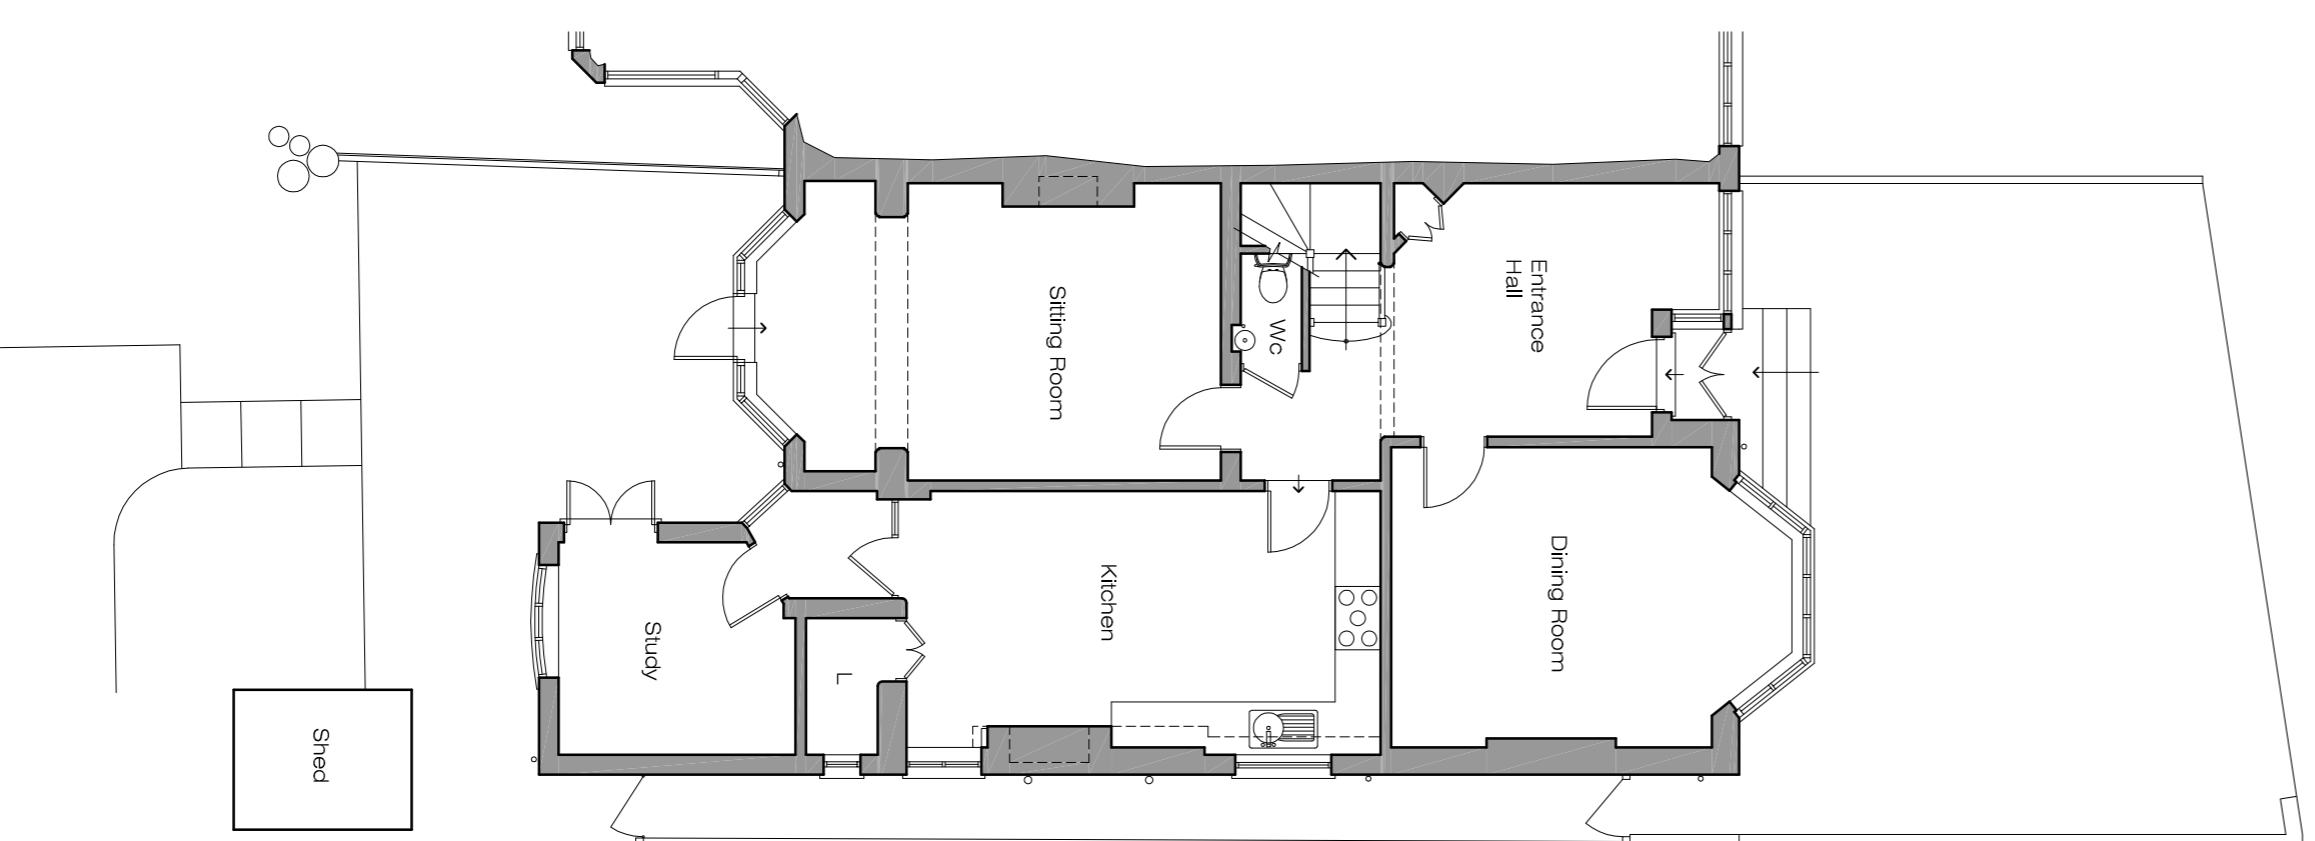 Entrance
Hall
Sitting Room
Wc
Dining Room
Kitchen
Study
L
Shed